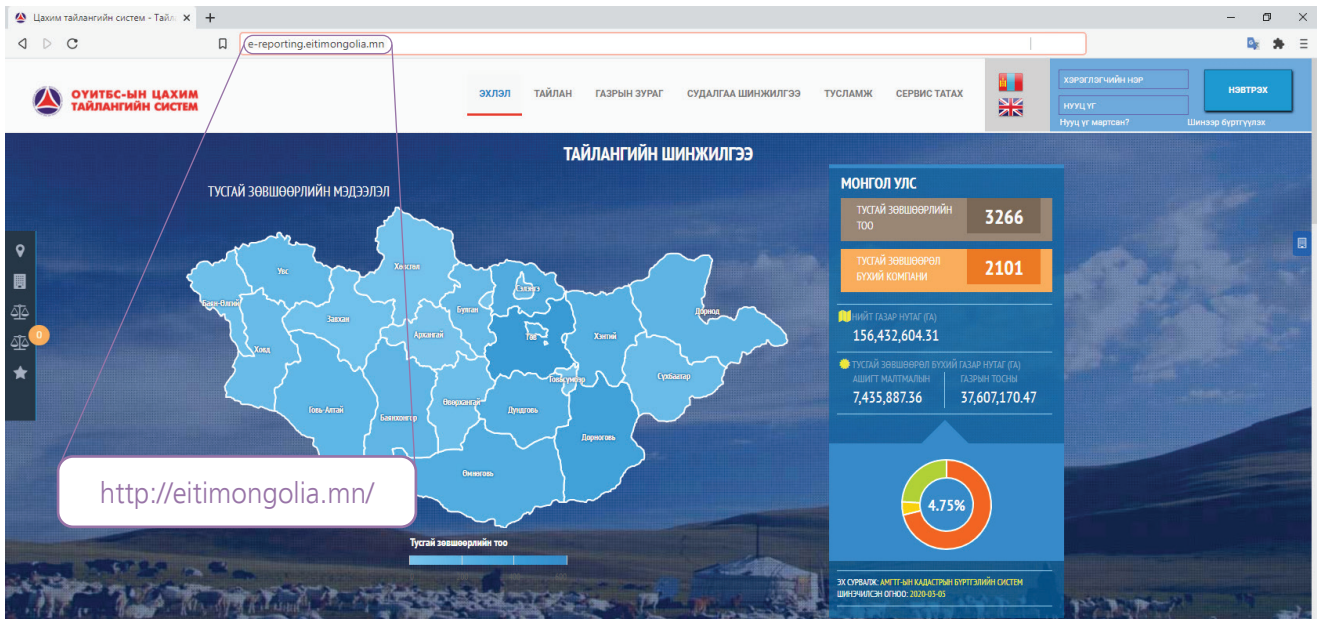 Цахим тайлангийн систем - Тайл
e-reporting.eitimongolia.mn
ОҮИТБС-ЫН ЦАХИМ
ТАЙЛАНГИЙН СИСТЕМ
ЭХЛЭЛ ТАЙЛАН ГАЗРЫН ЗУРАГ СУДАЛГАА ШИНЖИЛГЭЭ ТУСЛАМЖ СЕРВИС ТАТАХ
ХЭРЭГЛЭГЧИЙН НЭР
НУУЦ ҮГ
НЭВТРЭХ
Нууц үг мартсан? Шинээр бүртгүүлэх
ТАЙЛАНГИЙН ШИНЖИЛГЭЭ
ТУСГАЙ ЗӨВШӨӨРЛИЙН МЭДЭЭЛЭЛ
Увс
Хөвсгөл
Баян-Өлгий
Завхан
Ховд
Архангай
Булган
Сэлэнгэ
Төв
Хэнтий
Дорнод
Сүхбаатар
Говьсүмбэр
Говь-Алтай
Баянхонгор
Өвөрхангай
Дундговь
Дорноговь
Өмнөговь
Тусгай зөвшөөрлийн тоо
0
http://eitimongolia.mn/
МОНГОЛ УЛС
ТУСГАЙ ЗӨВШӨӨРЛИЙН
ТОО
3266
ТУСГАЙ ЗӨВШӨӨРӨЛ
БҮХИЙ КОМПАНИ
2101
НИЙТ ГАЗАР НУТАГ (ГА)
156,432,604.31
ТУСГАЙ ЗӨВШӨӨРӨЛ БҮХИЙ ГАЗАР НУТАГ (ГА)
АШИГТ МАЛТМАЛЫН ГАЗРЫН ТОСНЫ
7,435,887.36 37,607,170.47
4.75%
ЭХ СУРВАЛЖ: АМГТГ-ЫН КАДАСТРЫН БҮРТГЭЛИЙН СИСТЕМ
ШИНЭЧИЛСЭН ОГНОО: 2020-03-05